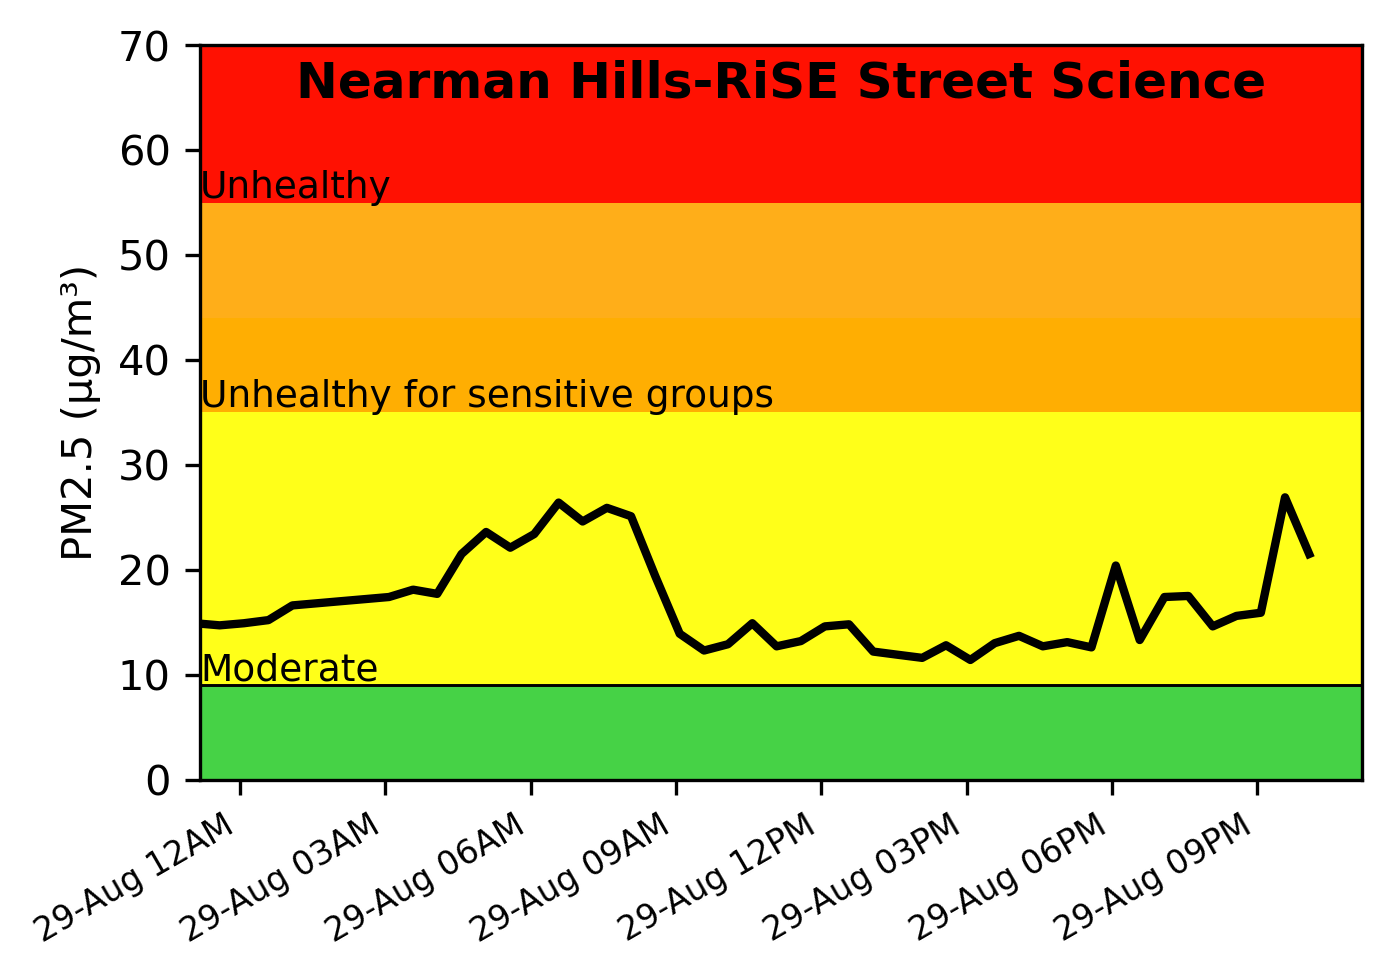 Nearman Hills-RiSE Street Science
PM2.5 (µg/m³)
70
60
Unhealthy
50
40
Unhealthy for sensitive groups
30
20
10
Moderate
0
29-Aug 12AM
29-Aug 03AM
29-Aug 06AM
29-Aug 09AM
29-Aug 12PM
29-Aug 03PM
29-Aug 06PM
29-Aug 09PM